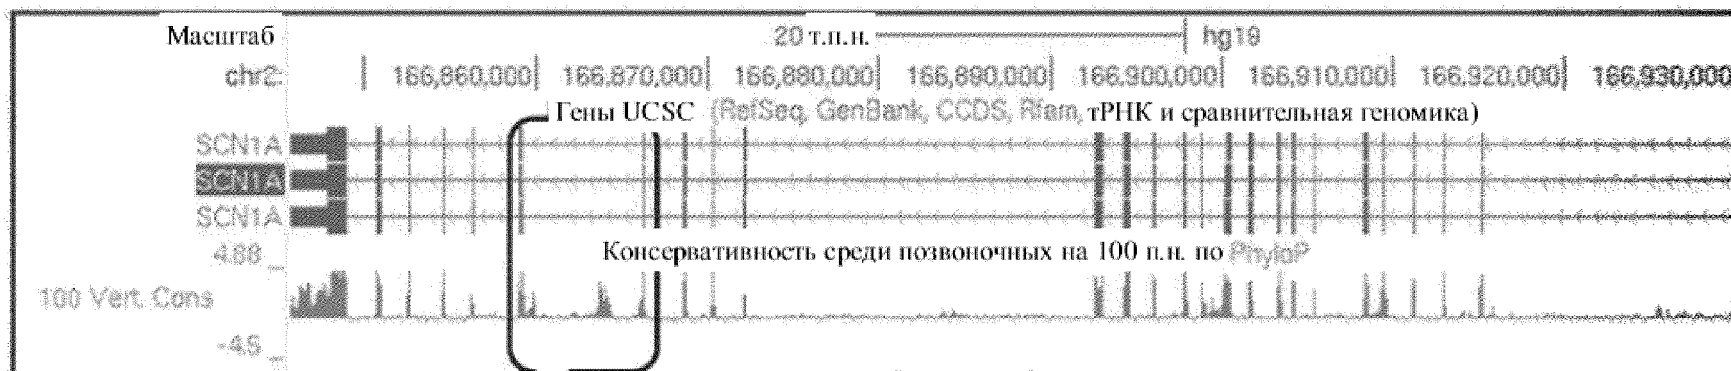 Масштаб 20 т.п.н. hg19
chr2: 166,860,000 166,870,000 166,880,000 166,890,000 166,900,000 166,910,000 166,920,000 166,930,000
Гены UCSC (RefSeq, GenBank, CCDS, Rfam, тРНК и сравнительная геномика)
SCN1A
SCN1A
SCN1A
Консервативность среди позвоночных на 100 п.н. по PhyloP
4.88 _
100 Vert. Cons
-4.5 _